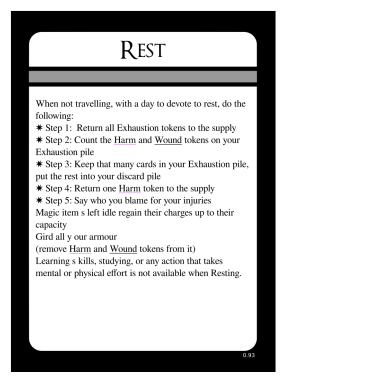 REST
When not travelling, with a day to devote to rest, do the
following:
✷ Step 1:  Return all Exhaustion tokens to the supply
✷ Step 2: Count the Harm and Wound tokens on your
Exhaustion pile
✷ Step 3: Keep that many cards in your Exhaustion pile,
put the rest into your discard pile
✷ Step 4: Return one Harm token to the supply
✷ Step 5: Say who you blame for your injuries
Magic item s left idle regain their charges up to their
capacity
Gird all y our armour
(remove Harm and Wound tokens from it)
Learning s kills, studying, or any action that takes
mental or physical effort is not available when Resting.
0.93